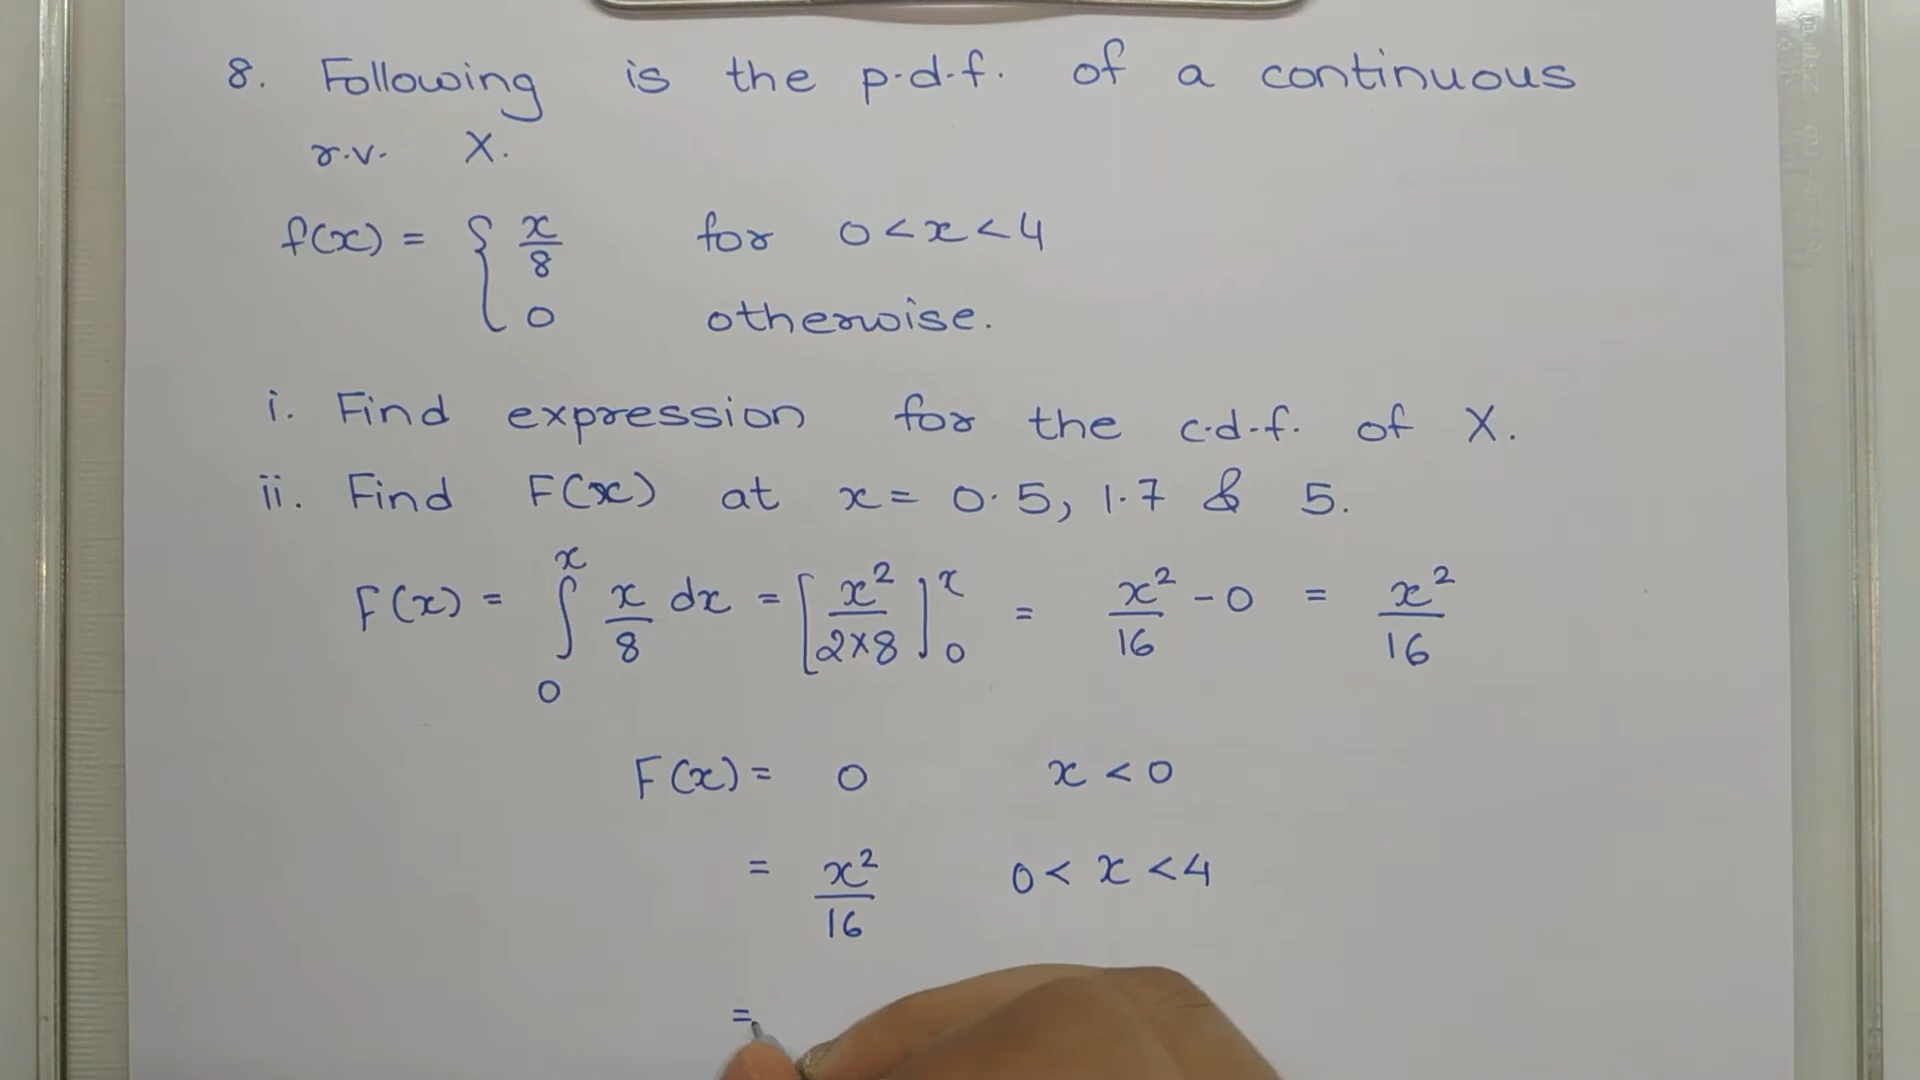 8. Following is the p.d.f. of a continuous
r.v. X.
f(x) = { x/8 for 0<x<4
0 otherwise.
i. Find expression for the c.d.f. of X.
ii. Find F(x) at x = 0.5, 1.7 & 5.
F(x) = ∫₀ˣ x/8 dx = [x²/2×8]₀ˣ = x²/16 - 0 = x²/16
F(x) = 0 x < 0
= x²/16 0 < x < 4
=